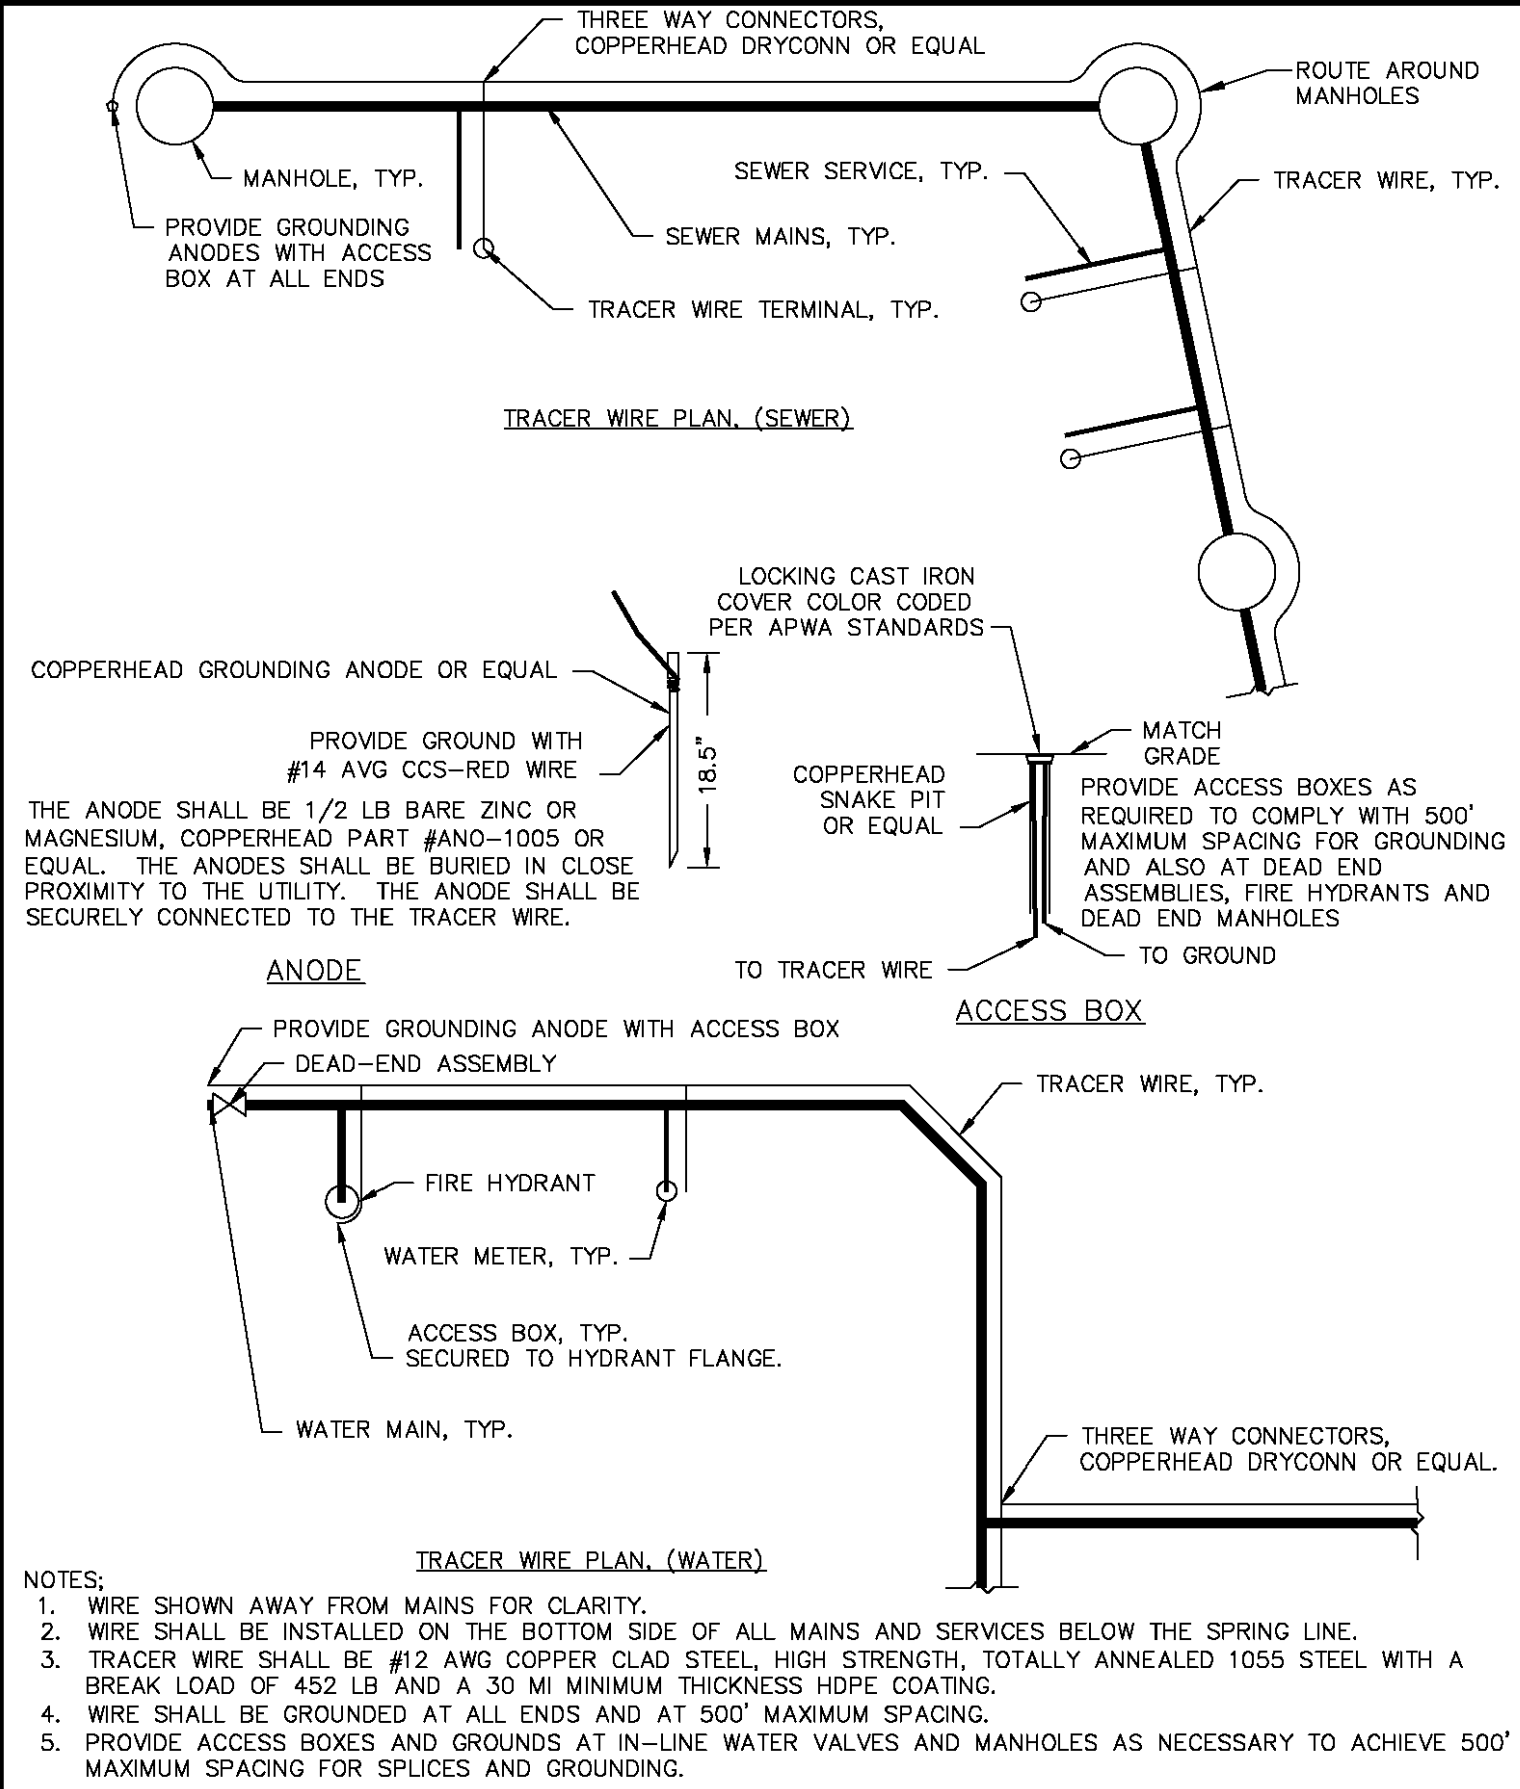 THREE WAY CONNECTORS,
COPPERHEAD DRYCONN OR EQUAL
ROUTE AROUND
MANHOLES
MANHOLE, TYP.
SEWER SERVICE, TYP.
TRACER WIRE, TYP.
PROVIDE GROUNDING
ANODES WITH ACCESS
BOX AT ALL ENDS
SEWER MAINS, TYP.
TRACER WIRE TERMINAL, TYP.
TRACER WIRE PLAN, (SEWER)
LOCKING CAST IRON
COVER COLOR CODED
PER APWA STANDARDS
COPPERHEAD GROUNDING ANODE OR EQUAL
PROVIDE GROUND WITH
#14 AVG CCS-RED WIRE
18.5"
THE ANODE SHALL BE 1/2 LB BARE ZINC OR
MAGNESIUM, COPPERHEAD PART #ANO-1005 OR
EQUAL. THE ANODES SHALL BE BURIED IN CLOSE
PROXIMITY TO THE UTILITY. THE ANODE SHALL BE
SECURELY CONNECTED TO THE TRACER WIRE.
ANODE
MATCH
GRADE
COPPERHEAD
SNAKE PIT
OR EQUAL
PROVIDE ACCESS BOXES AS
REQUIRED TO COMPLY WITH 500'
MAXIMUM SPACING FOR GROUNDING
AND ALSO AT DEAD END
ASSEMBLIES, FIRE HYDRANTS AND
DEAD END MANHOLES
TO TRACER WIRE
TO GROUND
ACCESS BOX
PROVIDE GROUNDING ANODE WITH ACCESS BOX
DEAD-END ASSEMBLY
TRACER WIRE, TYP.
FIRE HYDRANT
WATER METER, TYP.
ACCESS BOX, TYP.
SECURED TO HYDRANT FLANGE.
WATER MAIN, TYP.
THREE WAY CONNECTORS,
COPPERHEAD DRYCONN OR EQUAL.
TRACER WIRE PLAN, (WATER)
NOTES;
1. WIRE SHOWN AWAY FROM MAINS FOR CLARITY.
2. WIRE SHALL BE INSTALLED ON THE BOTTOM SIDE OF ALL MAINS AND SERVICES BELOW THE SPRING LINE.
3. TRACER WIRE SHALL BE #12 AWG COPPER CLAD STEEL, HIGH STRENGTH, TOTALLY ANNEALED 1055 STEEL WITH A
BREAK LOAD OF 452 LB AND A 30 MI MINIMUM THICKNESS HDPE COATING.
4. WIRE SHALL BE GROUNDED AT ALL ENDS AND AT 500' MAXIMUM SPACING.
5. PROVIDE ACCESS BOXES AND GROUNDS AT IN-LINE WATER VALVES AND MANHOLES AS NECESSARY TO ACHIEVE 500'
MAXIMUM SPACING FOR SPLICES AND GROUNDING.